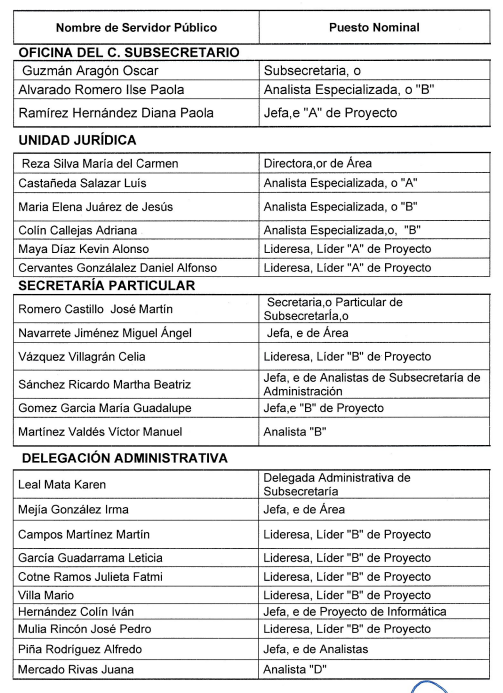 Nombre de Servidor Público Puesto Nominal
OFICINA DEL C. SUBSECRETARIO
Guzmán Aragón Oscar Subsecretaria, o
Alvarado Romero Ilse Paola Analista Especializada, o "B"
Ramírez Hernández Diana Paola Jefa,e "A" de Proyecto
UNIDAD JURÍDICA
Reza Silva María del Carmen Directora,or de Área
Castañeda Salazar Luís Analista Especializada, o "A"
Maria Elena Juárez de Jesús Analista Especializada, o "B"
Colín Callejas Adriana Analista Especializada,o, "B"
Maya Díaz Kevin Alonso Lideresa, Líder "A" de Proyecto
Cervantes Gonzálalez Daniel Alfonso Lideresa, Líder "A" de Proyecto
SECRETARÍA PARTICULAR
Romero Castillo José Martín Secretaria,o Particular de
Subsecretaría,o
Navarrete Jiménez Miguel Ángel Jefa, e de Área
Vázquez Villagrán Celia Lideresa, Líder "B" de Proyecto
Sánchez Ricardo Martha Beatriz Jefa, e de Analistas de Subsecretaría de
Administración
Gomez Garcia María Guadalupe Jefa,e "B" de Proyecto
Martínez Valdés Víctor Manuel Analista "B"
DELEGACIÓN ADMINISTRATIVA
Leal Mata Karen Delegada Administrativa de
Subsecretaría
Mejía González Irma Jefa, e de Área
Campos Martínez Martín Lideresa, Líder "B" de Proyecto
García Guadarrama Leticia Lideresa, Líder "B" de Proyecto
Cotne Ramos Julieta Fatmi Lideresa, Líder "B" de Proyecto
Villa Mario Lideresa, Líder "B" de Proyecto
Hernández Colín Iván Jefa, e de Proyecto de Informática
Mulia Rincón José Pedro Lideresa, Líder "B" de Proyecto
Piña Rodríguez Alfredo Jefa, e de Analistas
Mercado Rivas Juana Analista "D"